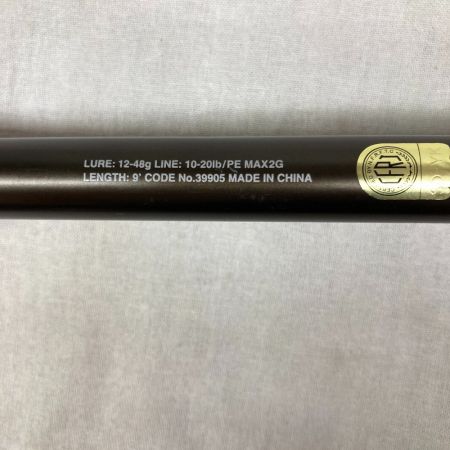 LURE: 12-48g LINE: 10-20lb/PE MAX2G
LENGTH: 9' CODE No.39905 MADE IN CHINA